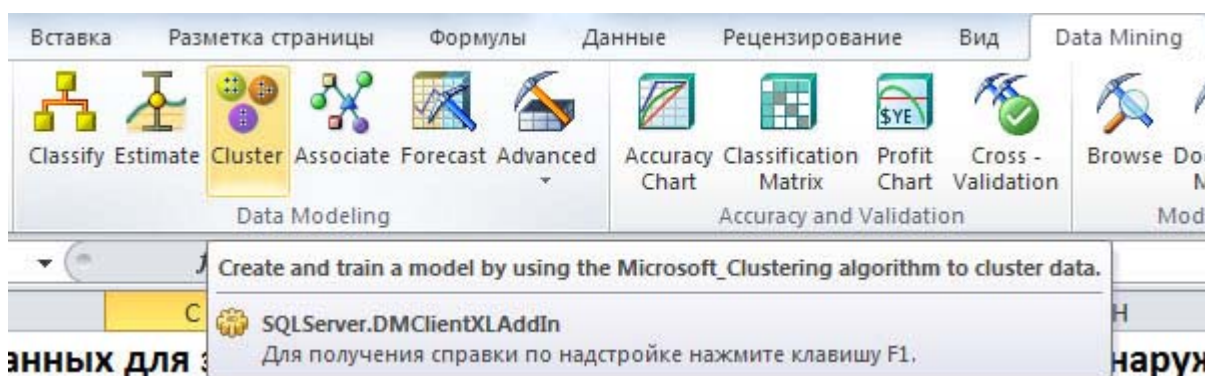 Вставка Разметка страницы Формулы Данные Рецензирование Вид Data Mining
Classify Estimate Cluster Associate Forecast Advanced Accuracy Chart Classification Matrix $YE Profit Chart Cross - Validation Browse
Data Modeling Accuracy and Validation
Create and train a model by using the Microsoft_Clustering algorithm to cluster data.
C SQLServer.DMClientXLAddIn H
Для получения справки по надстройке нажмите клавишу F1.
анных для наруж